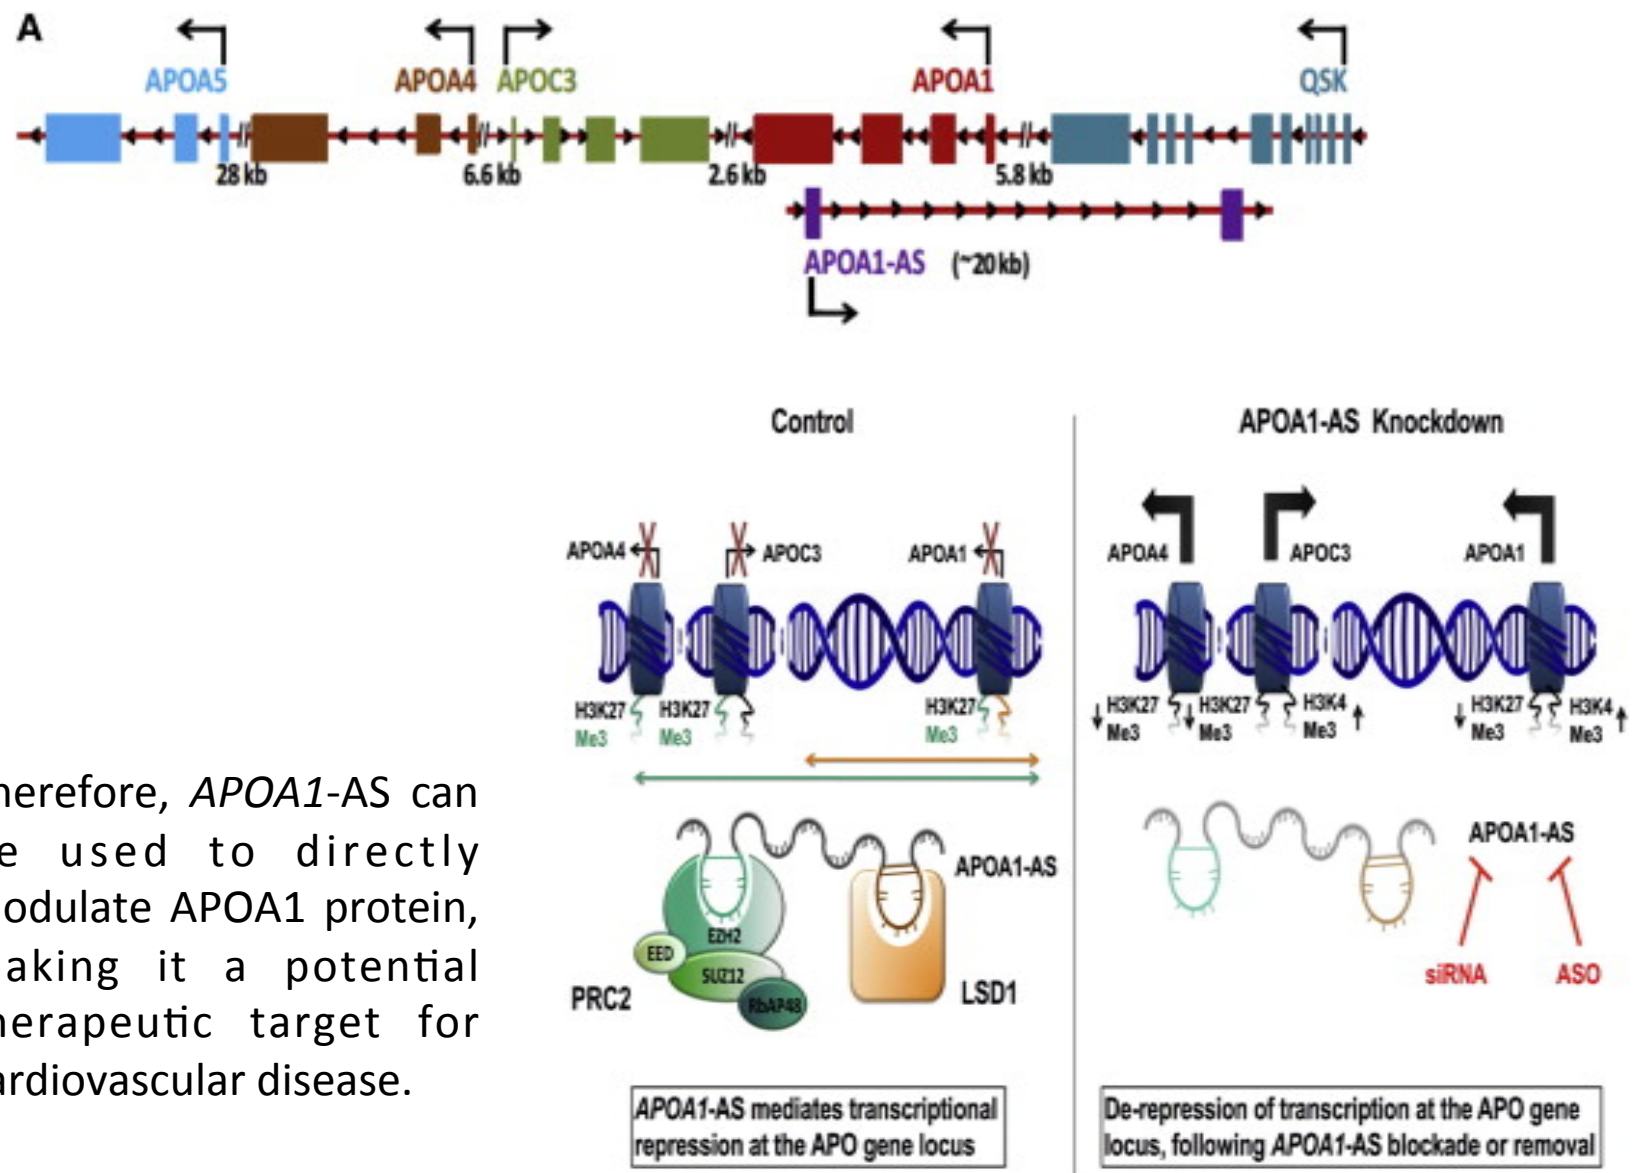 A
APOA5
APOA4
APOC3
APOA1
QSK
28 kb
6.6 kb
2.6 kb
5.8 kb
APOA1-AS (~20 kb)
Control
APOA4
APOC3
APOA1
H3K27
Me3
H3K27
Me3
H3K27
Me3
EZH2
EED
SUZ12
RbAP48
PRC2
APOA1-AS
LSD1
APOA1-AS mediates transcriptional
repression at the APO gene locus
APOA1-AS Knockdown
APOA4
APOC3
APOA1
H3K27
Me3
H3K27
Me3
H3K4
Me3
H3K27
Me3
H3K4
Me3
APOA1-AS
siRNA
ASO
De-repression of transcription at the APO gene
locus, following APOA1-AS blockade or removal
herefore, APOA1-AS can
e used to directly
odulate APOA1 protein,
aking it a potential
herapeutic target for
ardiovascular disease.